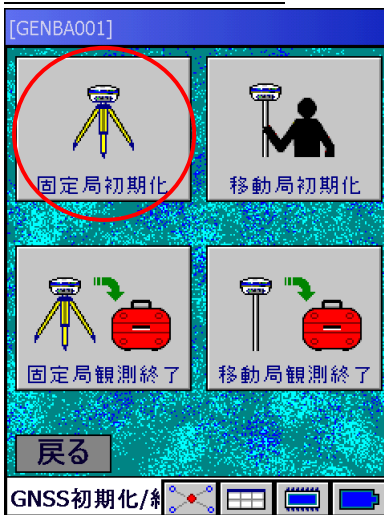 [GENBA001]
固定局初期化
移動局初期化
固定局観測終了
移動局観測終了
戻る
GNSS初期化/